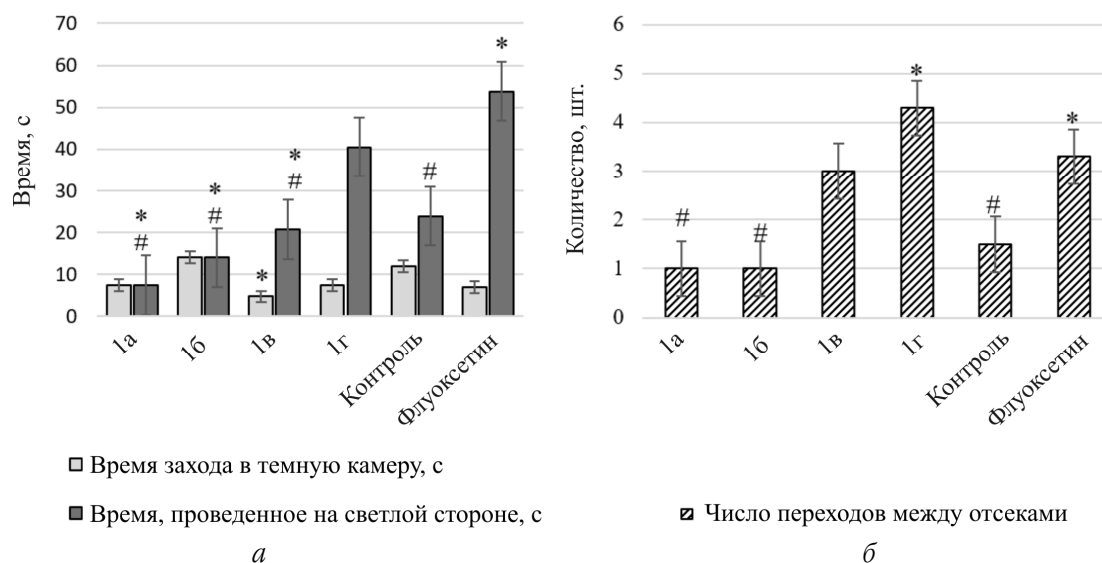 Время, с
70
60
50
40
30
20
10
0
*
#
*
#
*
*
#
#
*
1а
1б
1в
1г
Контроль
Флуоксетин
Время захода в темную камеру, с
Время, проведенное на светлой стороне, с
а
Количество, шт.
6
5
4
3
2
1
0
#
#
*
#
*
1а
1б
1в
1г
Контроль
Флуоксетин
Число переходов между отсеками
б